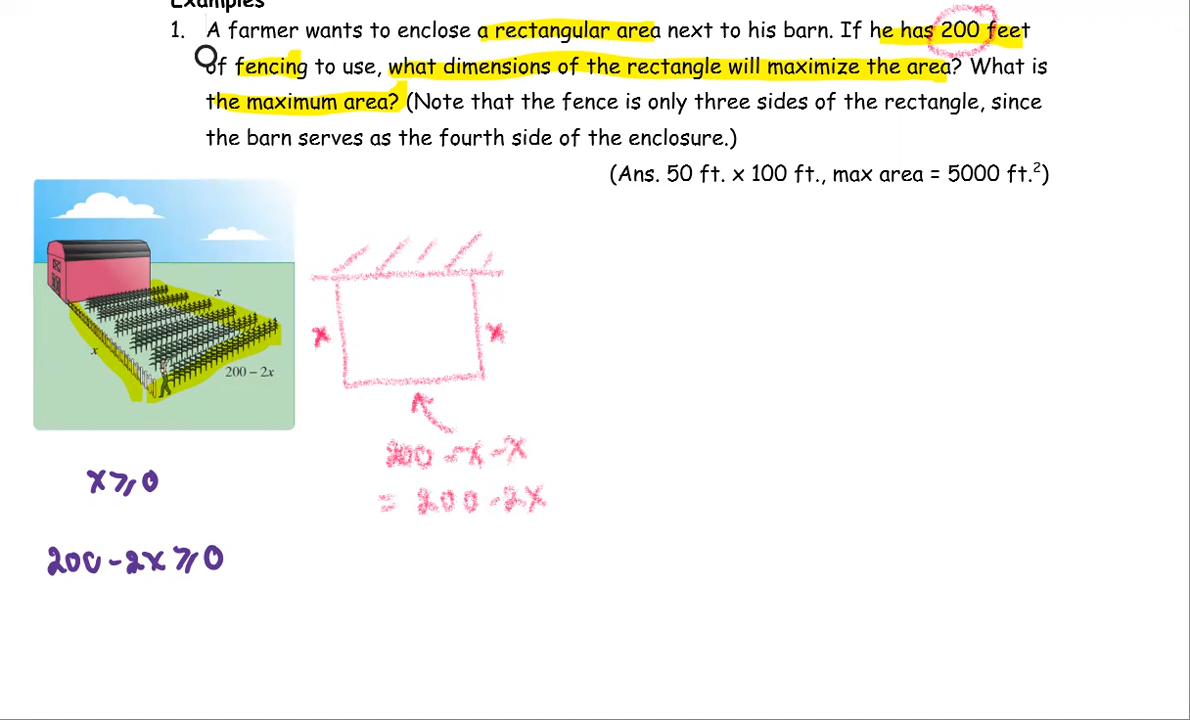 Examples
1. A farmer wants to enclose a rectangular area next to his barn. If he has 200 feet
of fencing to use, what dimensions of the rectangle will maximize the area? What is
the maximum area? (Note that the fence is only three sides of the rectangle, since
the barn serves as the fourth side of the enclosure.)
(Ans. 50 ft. x 100 ft., max area = 5000 ft.²)
x
x
200 – 2x
x
x
200 - x - x
= 200 - 2x
x ≥ 0
200 - 2x ≥ 0